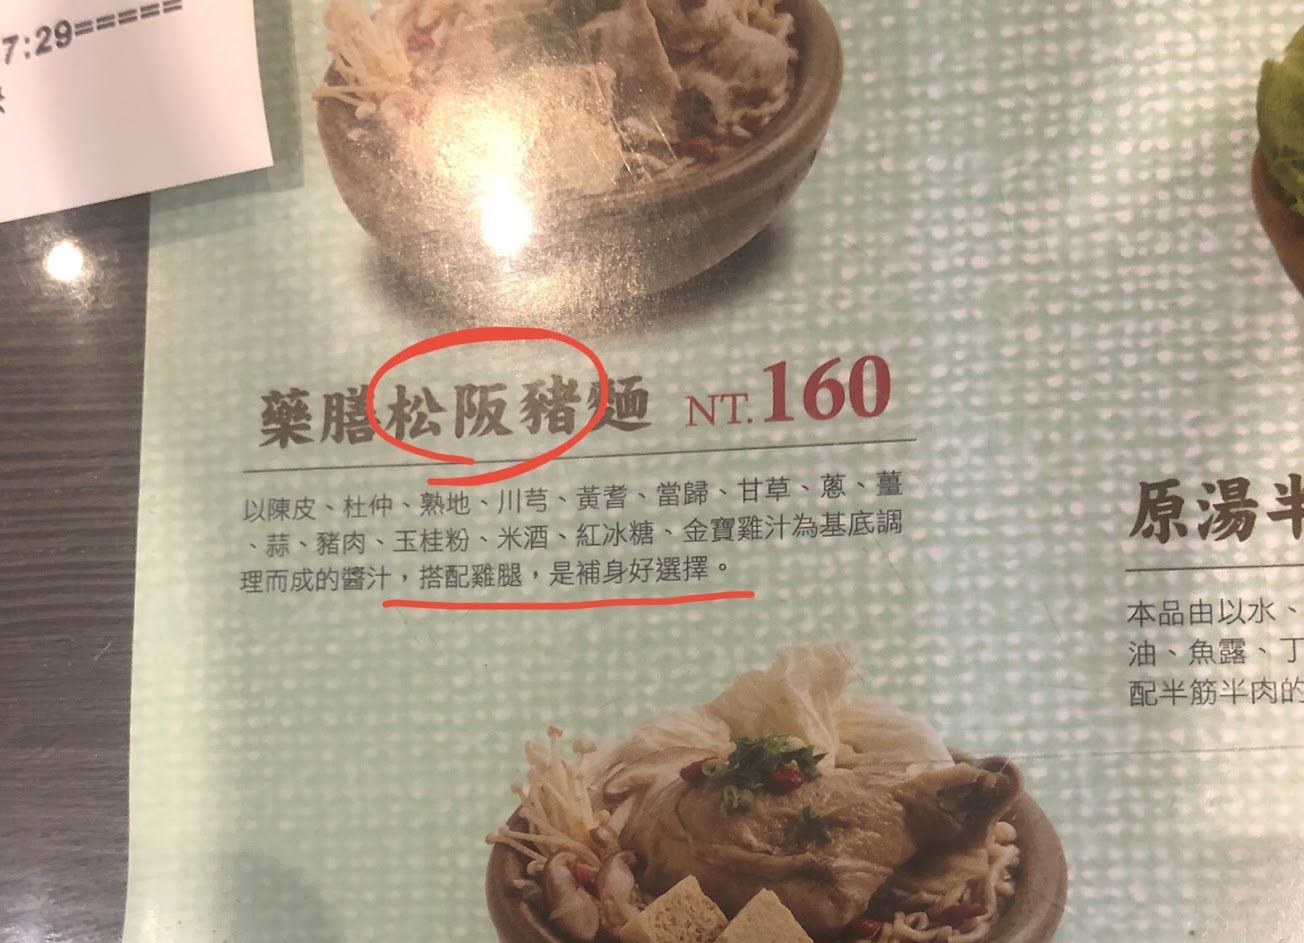 7:29=====
藥膳松阪豬麵 NT.160
以陳皮、杜仲、熟地、川芎、黃耆、當歸、甘草、蔥、薑
、蒜、豬肉、玉桂粉、米酒、紅冰糖、金寶雞汁為基底調
理而成的醬汁，搭配雞腿，是補身好選擇。
原湯半
本品由以水、
油、魚露、丁
配半筋半肉的